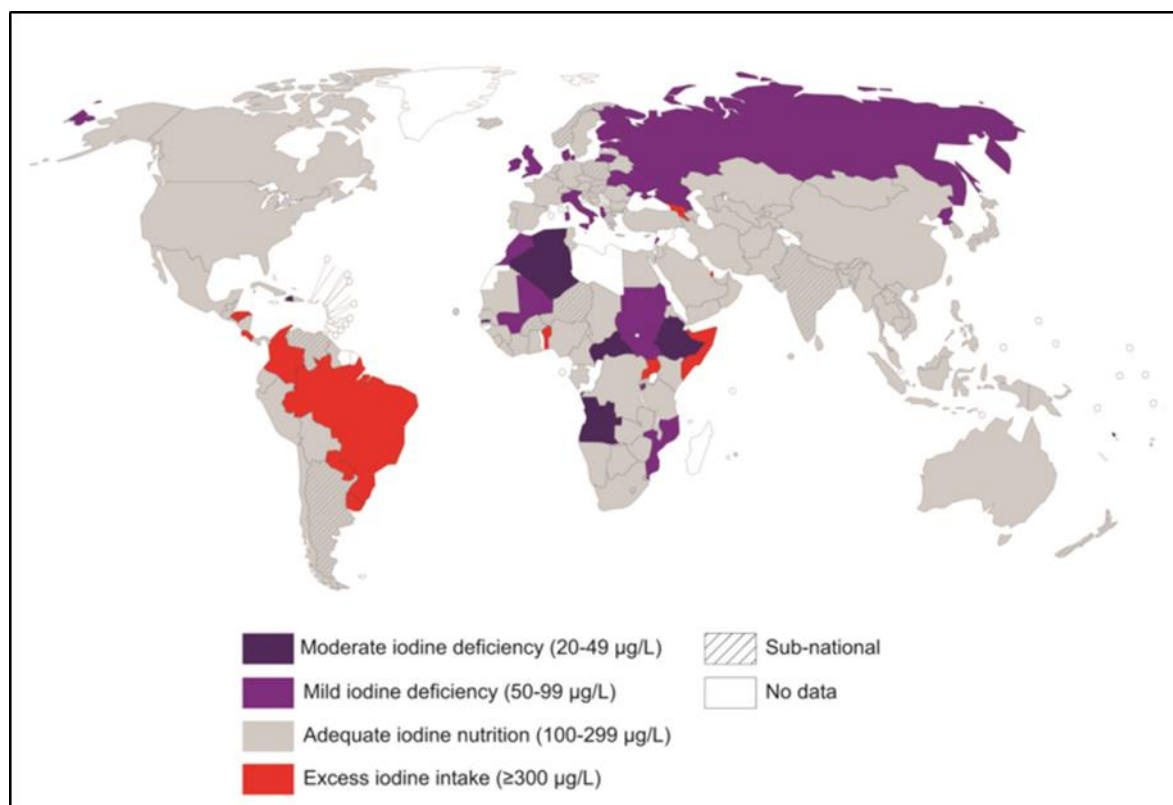 Moderate iodine deficiency (20-49 µg/L)
Mild iodine deficiency (50-99 µg/L)
Adequate iodine nutrition (100-299 µg/L)
Excess iodine intake (≥300 µg/L)
Sub-national
No data